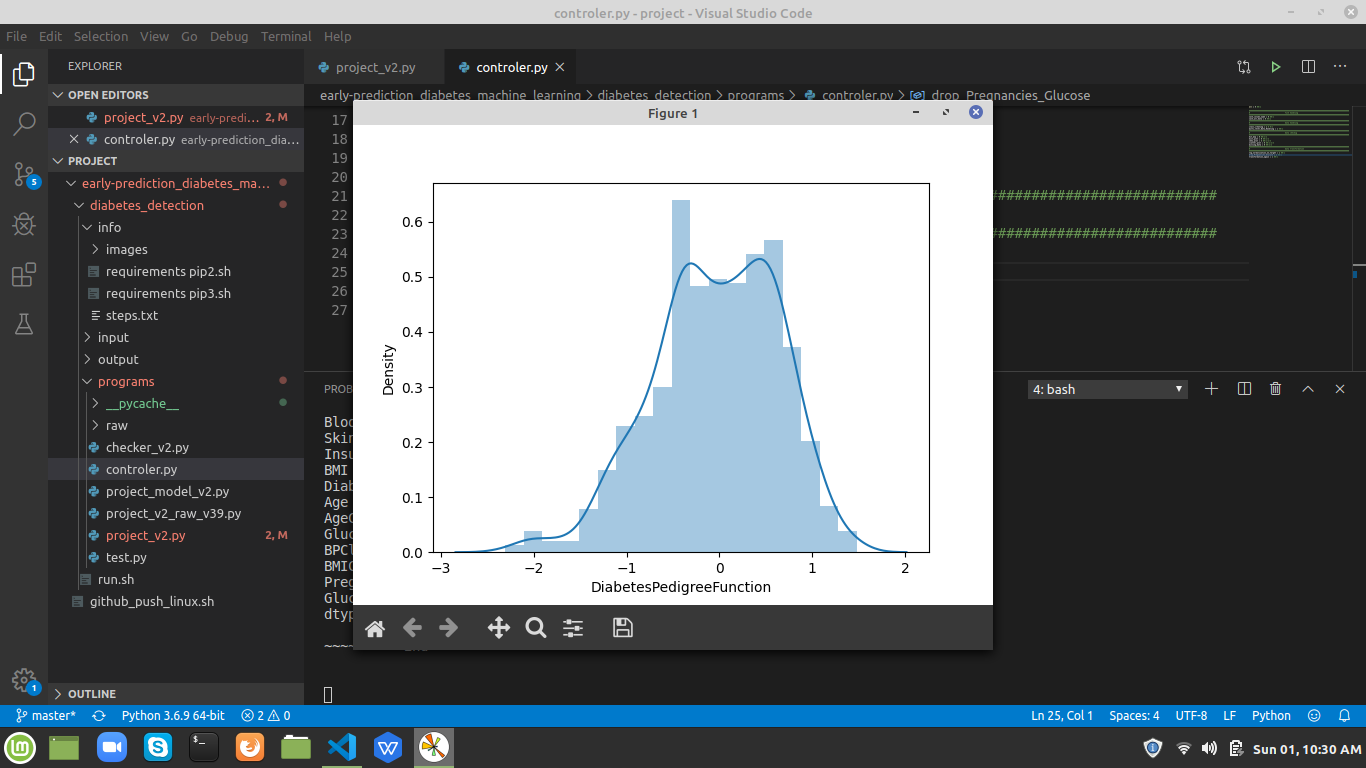 controler.py - project - Visual Studio Code
File Edit Selection View Go Debug Terminal Help
EXPLORER
OPEN EDITORS
project_v2.py early-predi... 2, M
controler.py early-prediction_dia...
PROJECT
early-prediction_diabetes_ma...
diabetes_detection
info
images
requirements pip2.sh
requirements pip3.sh
steps.txt
input
output
programs
__pycache__
raw
checker_v2.py
controler.py
project_model_v2.py
project_v2_raw_v39.py
project_v2.py 2, M
test.py
run.sh
github_push_linux.sh
OUTLINE
5
1
project_v2.py
controler.py
early-prediction_diabetes_machine_learning > diabetes_detection > programs > controler.py > drop_Pregnancies_Glucose
17
18
19
20
21 ###########################
22
23 ###########################
24
25
26
27
Figure 1
0.6
0.5
0.4
0.3
0.2
0.1
0.0
Density
−3 −2 −1 0 1 2
DiabetesPedigreeFunction
PROB
4: bash
Bloo
Skin
Insu
BMI
Diab
Age
AgeC
Gluc
BPCl
BMIC
Preg
Gluc
dtyp
~~~~
master* Python 3.6.9 64-bit 2 0
Ln 25, Col 1 Spaces: 4 UTF-8 LF Python
Sun 01, 10:30 AM